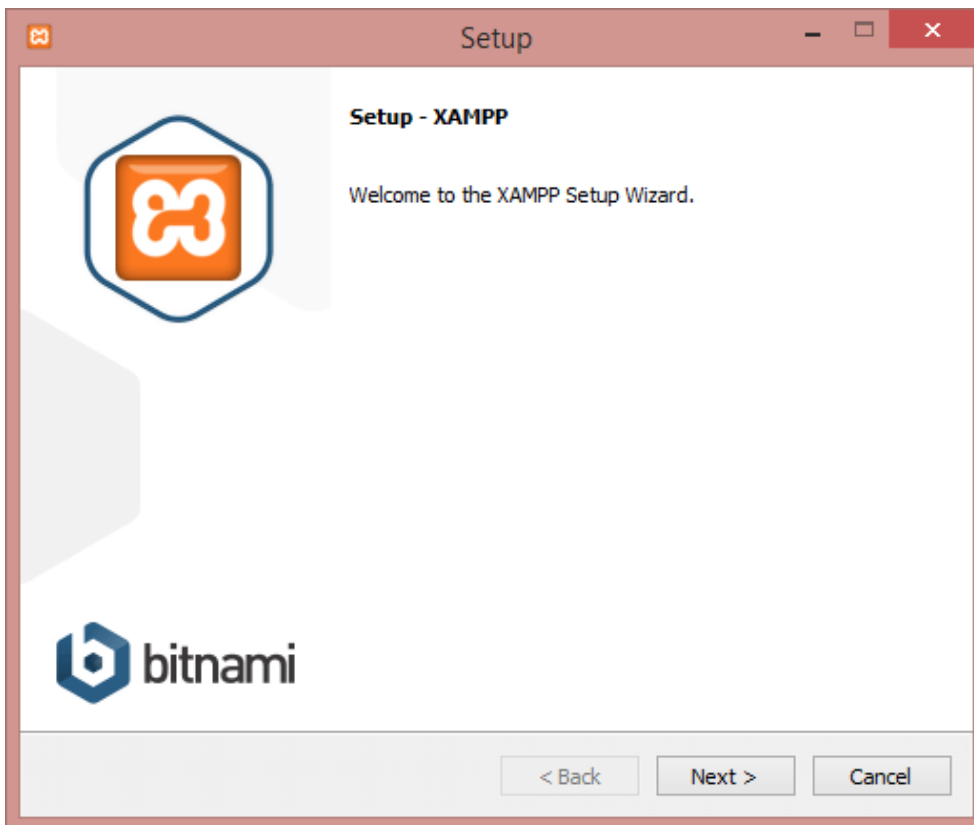 Setup
Setup - XAMPP
Welcome to the XAMPP Setup Wizard.
bitnami
< Back Next > Cancel